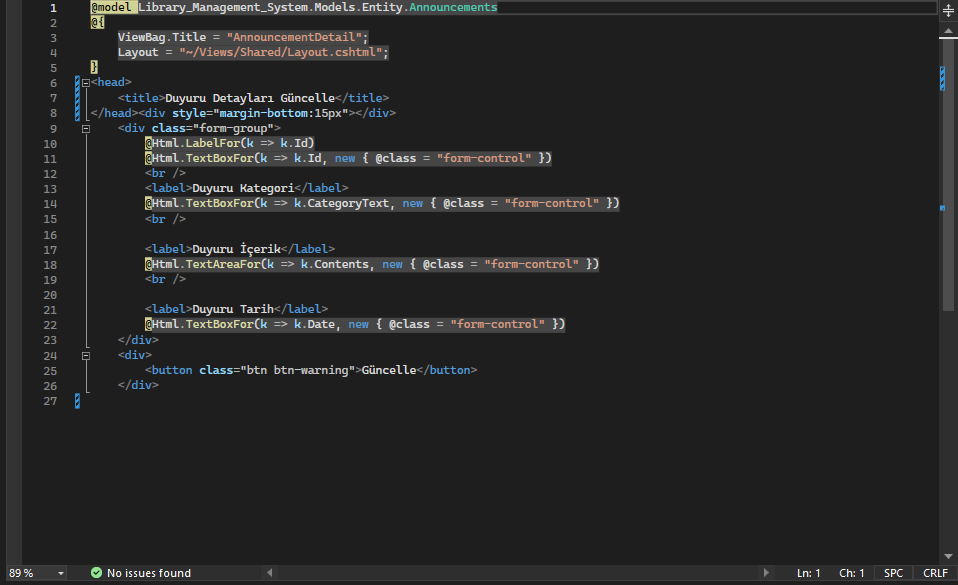 1 @model Library_Management_System.Models.Entity.Announcements
2 @{
3 ViewBag.Title = "AnnouncementDetail";
4 Layout = "~/Views/Shared/Layout.cshtml";
5 }
6 <head>
7 <title>Duyuru Detayları Güncelle</title>
8 </head><div style="margin-bottom:15px"></div>
9 <div class="form-group">
10 @Html.LabelFor(k => k.Id)
11 @Html.TextBoxFor(k => k.Id, new { @class = "form-control" })
12 <br />
13 <label>Duyuru Kategori</label>
14 @Html.TextBoxFor(k => k.CategoryText, new { @class = "form-control" })
15 <br />
16
17 <label>Duyuru İçerik</label>
18 @Html.TextAreaFor(k => k.Contents, new { @class = "form-control" })
19 <br />
20
21 <label>Duyuru Tarih</label>
22 @Html.TextBoxFor(k => k.Date, new { @class = "form-control" })
23 </div>
24 <div>
25 <button class="btn btn-warning">Güncelle</button>
26 </div>
27
89 % No issues found Ln: 1 Ch: 1 SPC CRLF